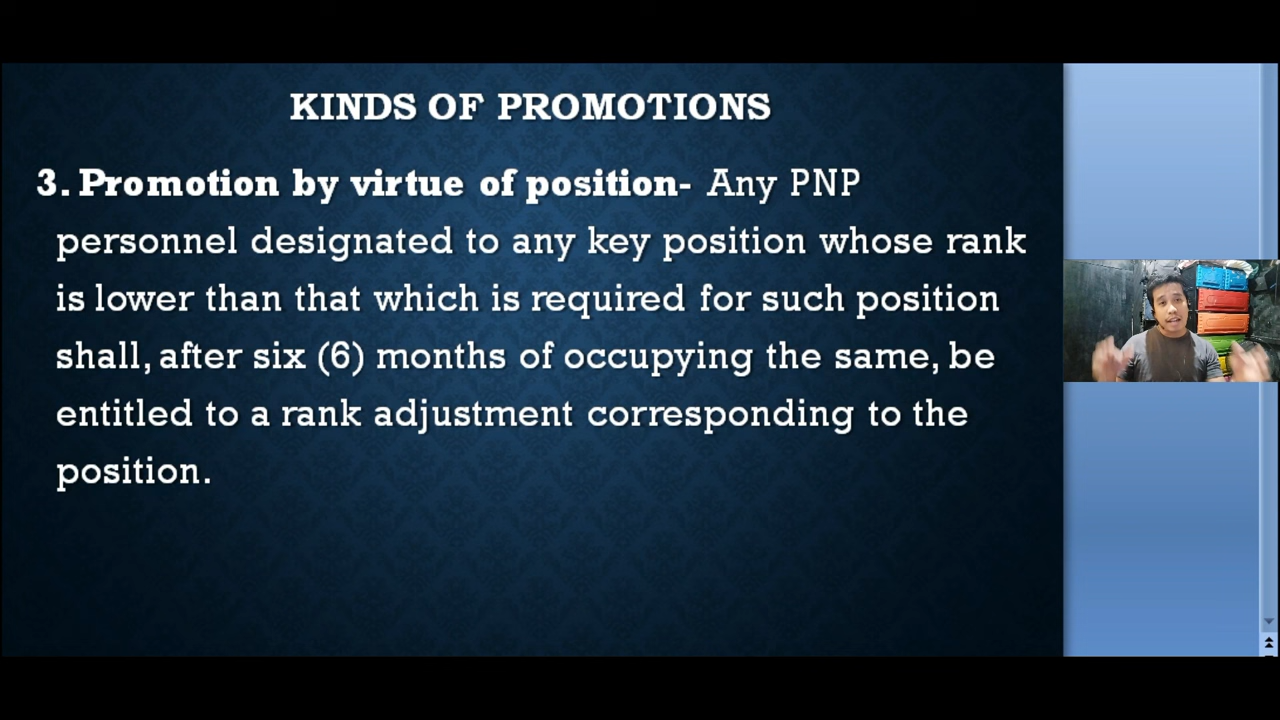 KINDS OF PROMOTIONS
3. Promotion by virtue of position- Any PNP
personnel designated to any key position whose rank
is lower than that which is required for such position
shall, after six (6) months of occupying the same, be
entitled to a rank adjustment corresponding to the
position.